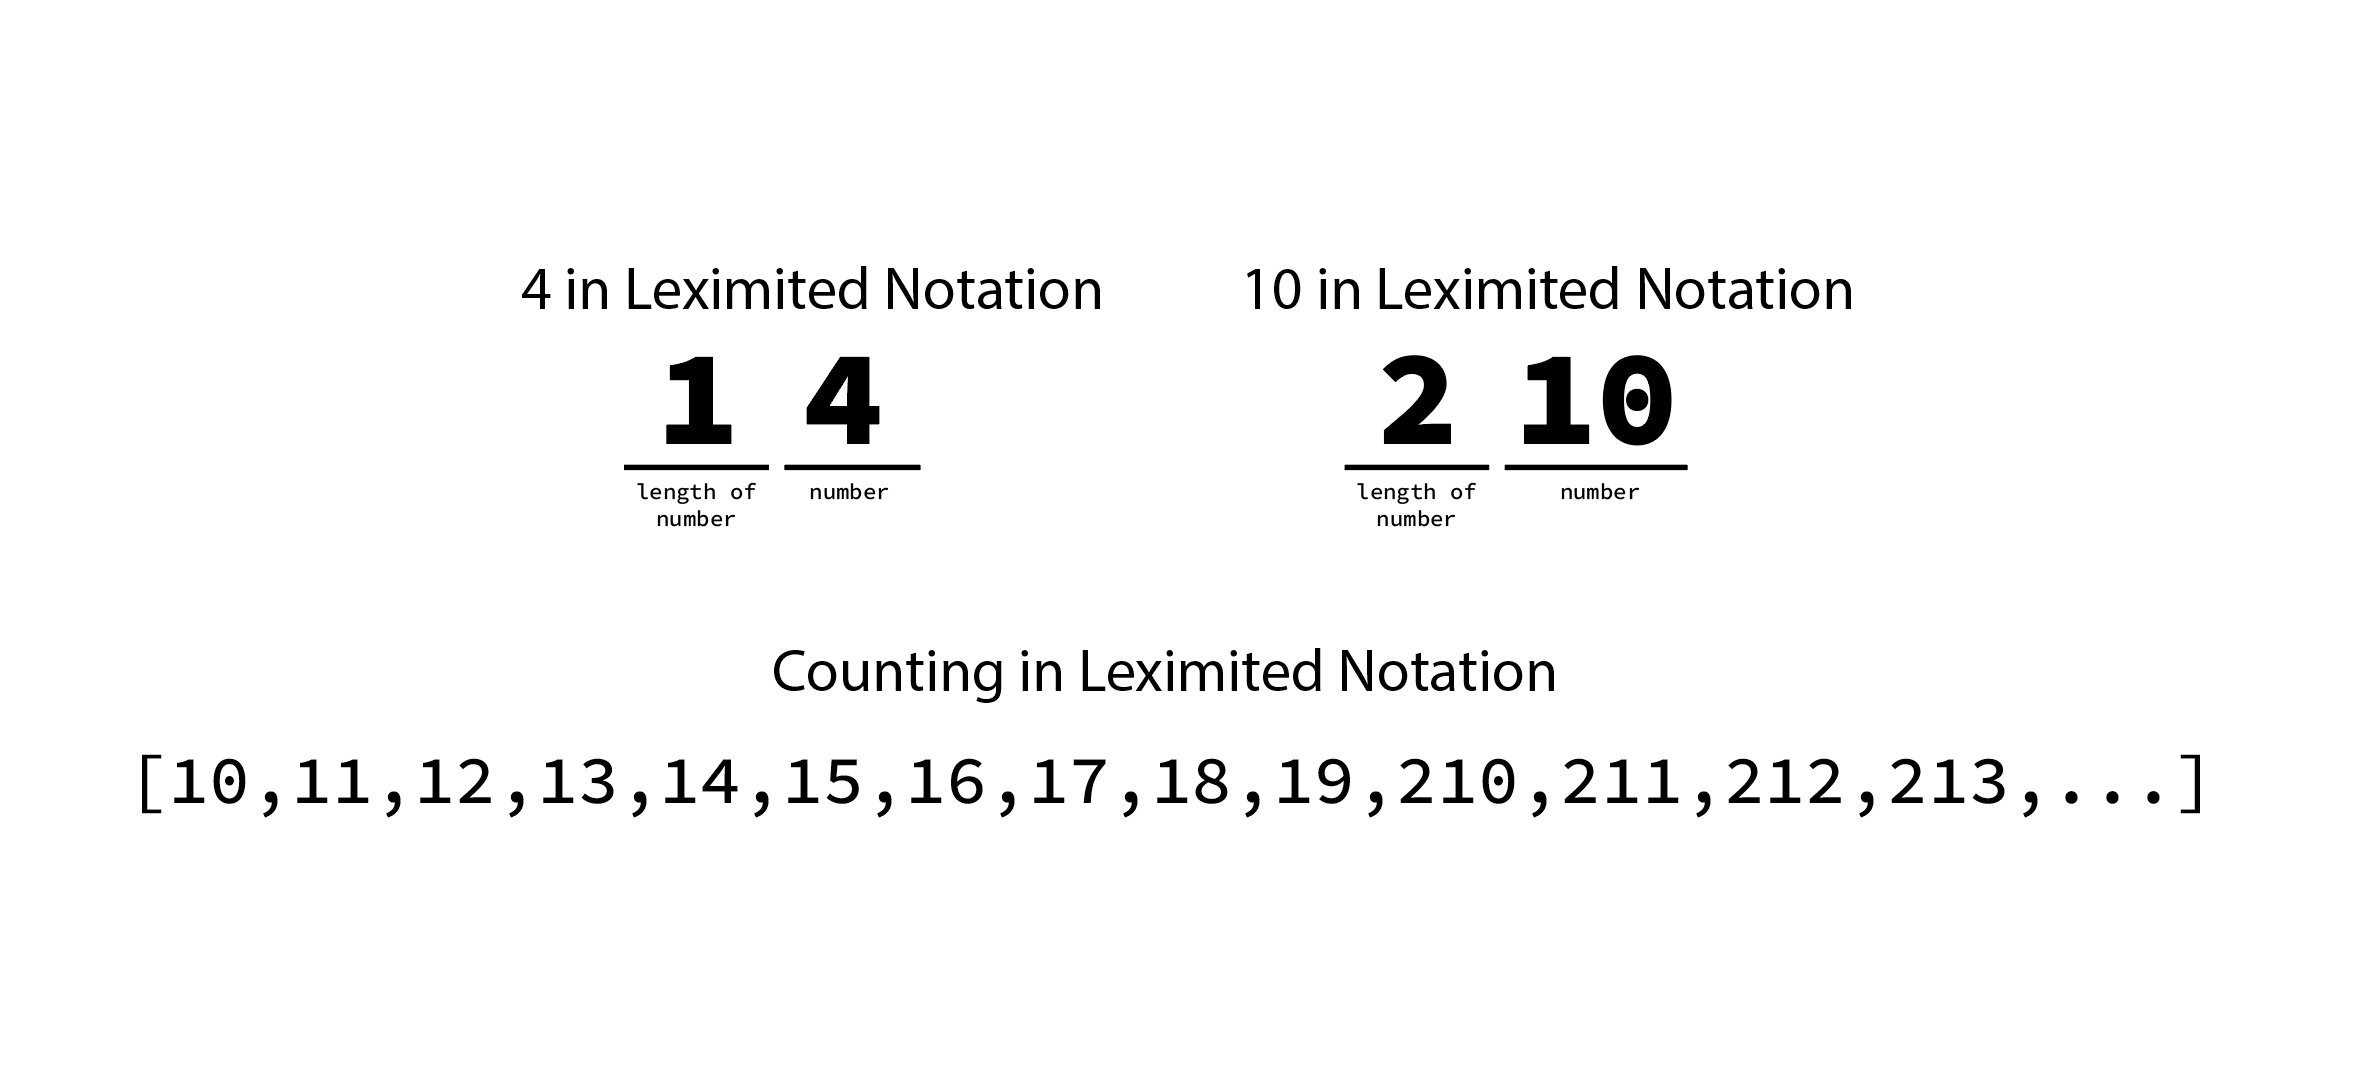 4 in Leximited Notation
1 4
length of
number
number
10 in Leximited Notation
2 10
length of
number
number
Counting in Leximited Notation
[10,11,12,13,14,15,16,17,18,19,210,211,212,213,...]